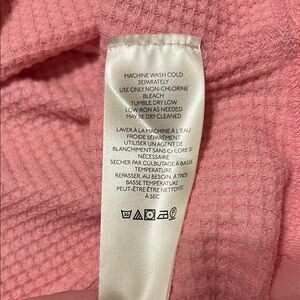 MACHINE WASH COLD
SEPARATELY
USE ONLY NON-CHLORINE
BLEACH
TUMBLE DRY LOW
LOW IRON AS NEEDED
MAY BE DRY CLEANED
LAVER À LA MACHINE À L'EAU
FROIDE SÉPARÉMENT
UTILISER UN AGENT DE
BLANCHIMENT SANS CHLORE SI
NÉCESSAIRE
SECHER PAR CULBUTAGE À BASSE
TEMPÉRATURE
REPASSER, AU BESOIN, À TRÈS
BASSE TEMPÉRATURE
PEUT-ÊTRE ÊTRE NETTOYÉ
À SEC